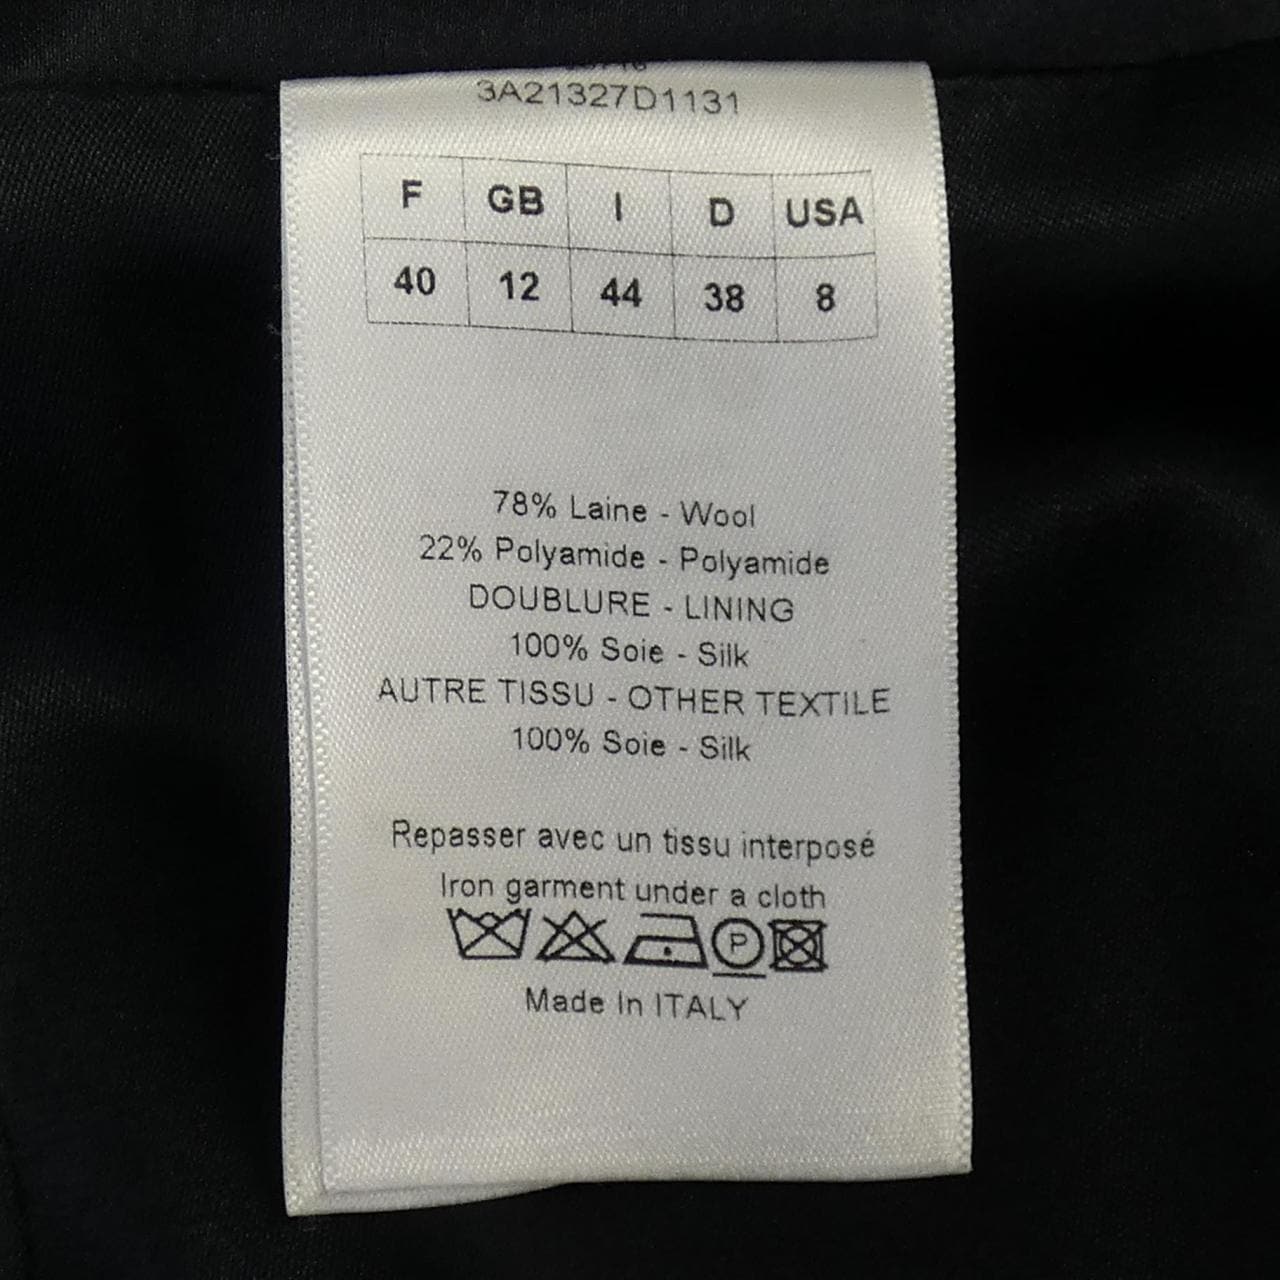 3A21327D1131
F GB I D USA
40 12 44 38 8
78% Laine - Wool
22% Polyamide - Polyamide
DOUBLURE - LINING
100% Soie - Silk
AUTRE TISSU - OTHER TEXTILE
100% Soie - Silk
Repasser avec un tissu interposé
Iron garment under a cloth
P
Made In ITALY